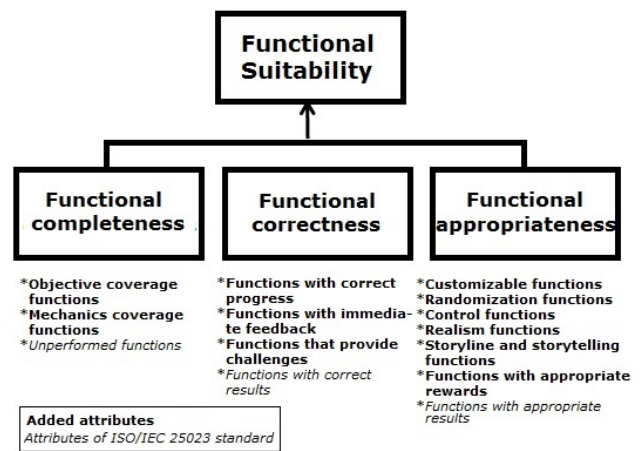 Functional
Suitability
Functional
completeness
Functional
correctness
Functional
appropriateness
*Objective coverage
functions
*Mechanics coverage
functions
*Unperformed functions
*Functions with correct
progress
*Functions with immedia-
te feedback
*Functions that provide
challenges
*Functions with correct
results
*Customizable functions
*Randomization functions
*Control functions
*Realism functions
*Storyline and storytelling
functions
*Functions with appropriate
rewards
*Functions with appropriate
results
Added attributes
Attributes of ISO/IEC 25023 standard